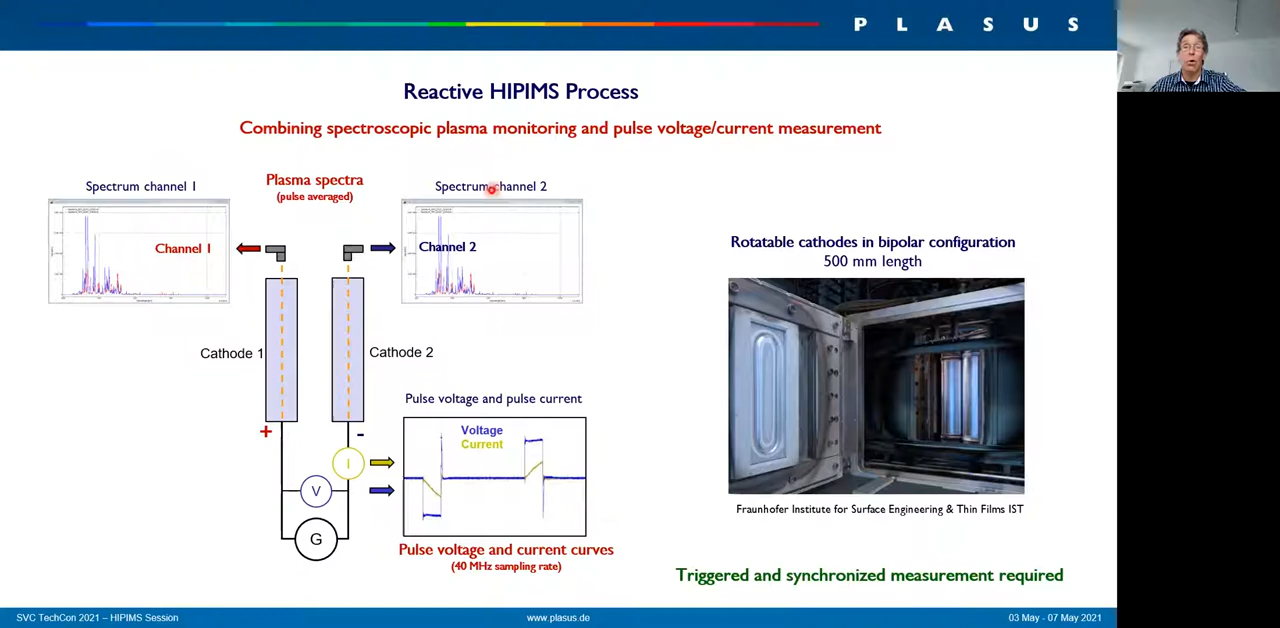 P L A S U S
Reactive HIPIMS Process
Combining spectroscopic plasma monitoring and pulse voltage/current measurement
Spectrum channel 1
Plasma spectra
(pulse averaged)
Spectrum channel 2
Channel 1
Channel 2
Cathode 1
Cathode 2
+
-
I
V
G
Pulse voltage and pulse current
Voltage
Current
Pulse voltage and current curves
(40 MHz sampling rate)
Rotatable cathodes in bipolar configuration
500 mm length
Fraunhofer Institute for Surface Engineering & Thin Films IST
Triggered and synchronized measurement required
SVC TechCon 2021 – HIPIMS Session
www.plasus.de
03 May - 07 May 2021